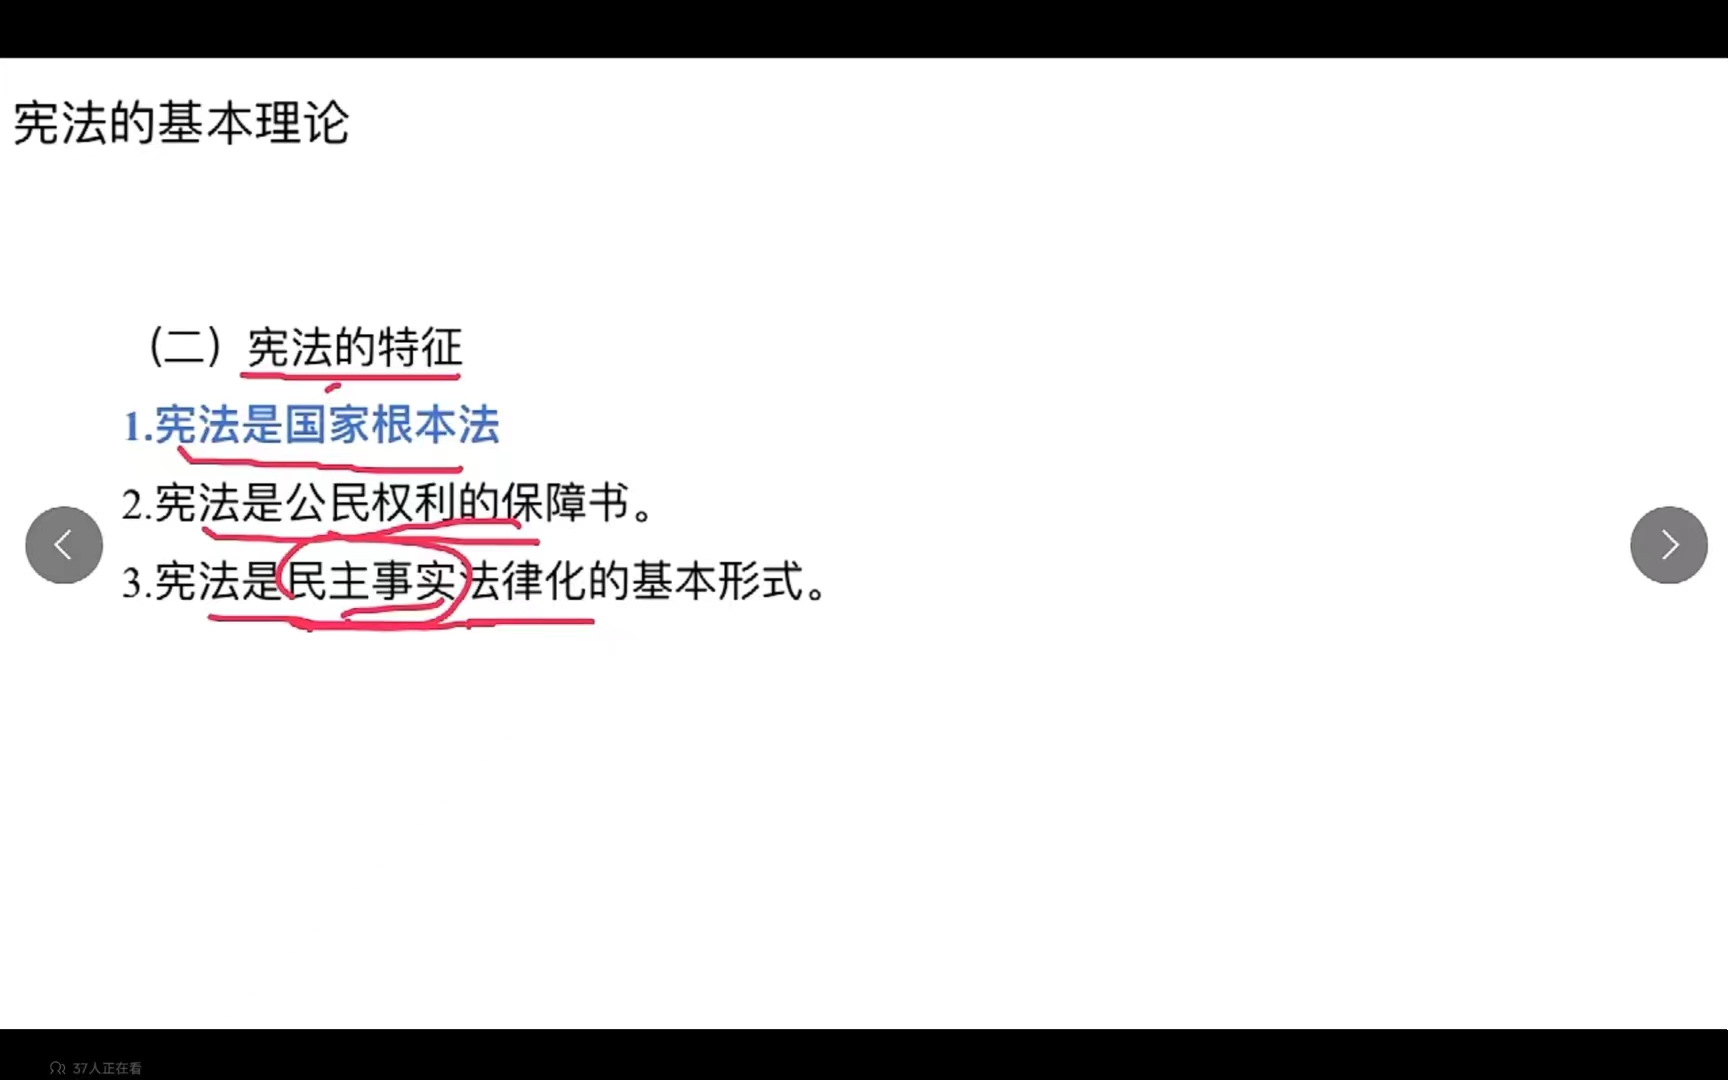 宪法的基本理论
（二）宪法的特征
1.宪法是国家根本法
2.宪法是公民权利的保障书。
3.宪法是民主事实法律化的基本形式。
37人正在看